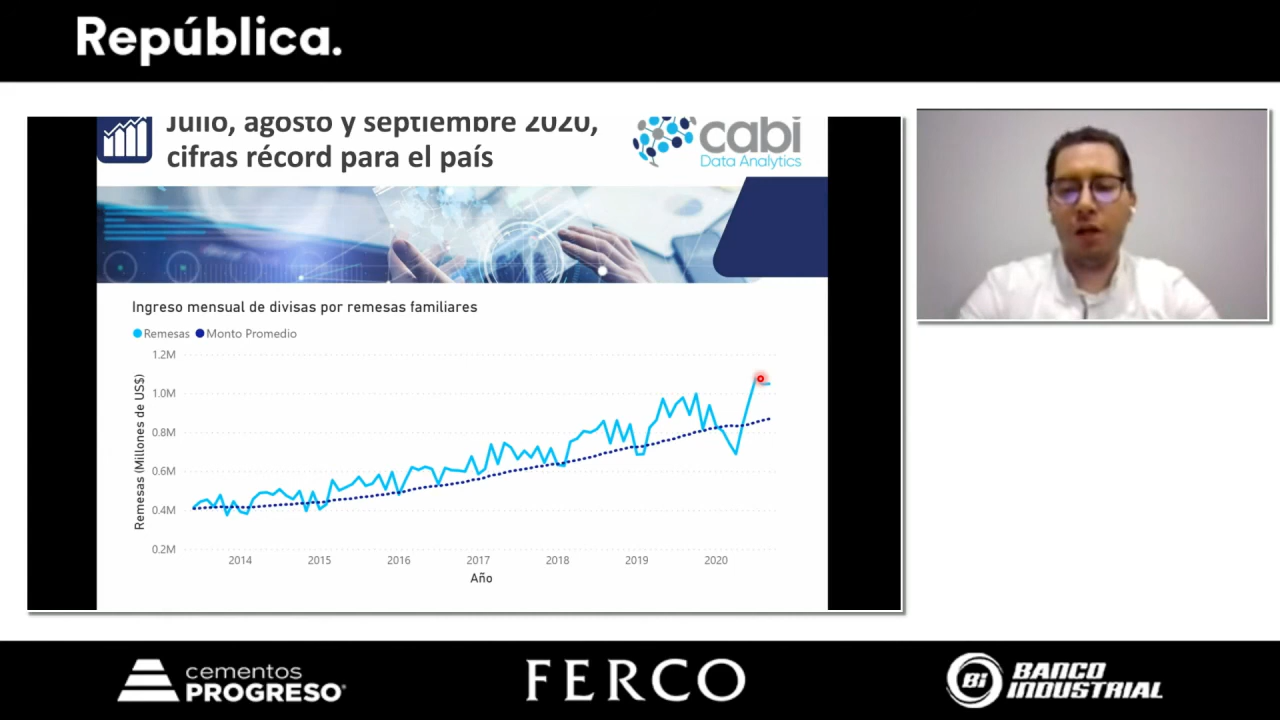 República.
Julio, agosto y septiembre 2020,
cifras récord para el país
cabi
Data Analytics
Ingreso mensual de divisas por remesas familiares
Remesas Monto Promedio
Remesas (Millones de US$)
1.2M
1.0M
0.8M
0.6M
0.4M
0.2M
2014 2015 2016 2017 2018 2019 2020
Año
cementos
PROGRESO
FERCO
Bi
BANCO
INDUSTRIAL